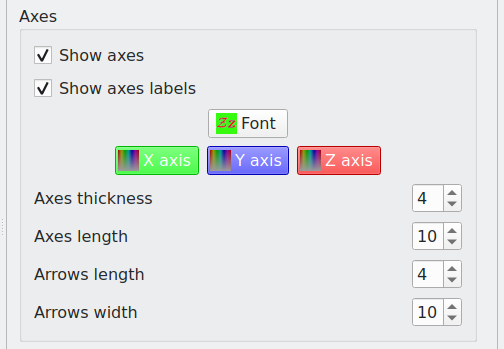 Axes
Show axes
Show axes labels
Zz Font
X axis Y axis Z axis
Axes thickness 4
Axes length 10
Arrows length 4
Arrows width 10